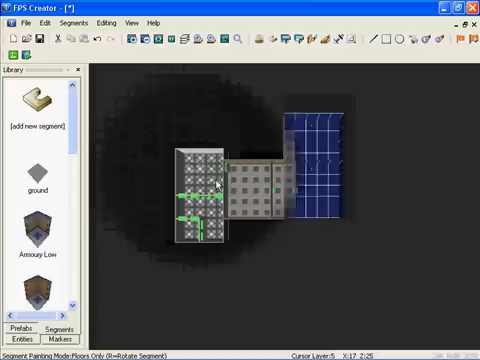 FPS Creator - [*]
File Edit Segments Editing View Help
Library
[add new segment]
ground
Armoury Low
Prefabs Segments
Entities Markers
Segment Painting Mode:Floors Only (R=Rotate Segment) Cursor Layer:5 X:17 Z:25